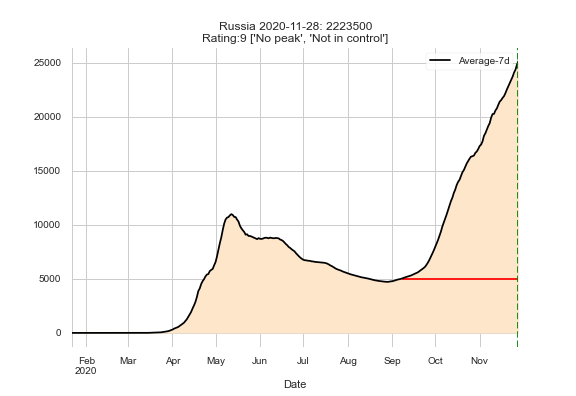 Russia 2020-11-28: 2223500
Rating:9 ['No peak', 'Not in control']
Average-7d
25000
20000
15000
10000
5000
0
Feb Mar Apr May Jun Jul Aug Sep Oct Nov
2020
Date